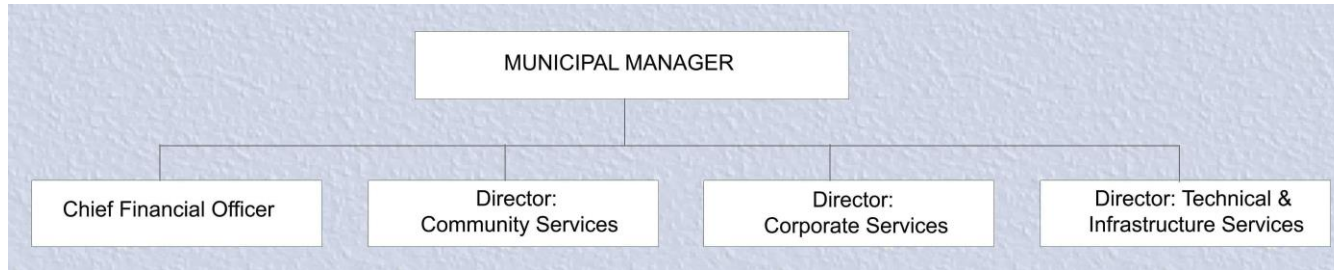 MUNICIPAL MANAGER
Chief Financial Officer
Director:
Community Services
Director:
Corporate Services
Director: Technical &
Infrastructure Services